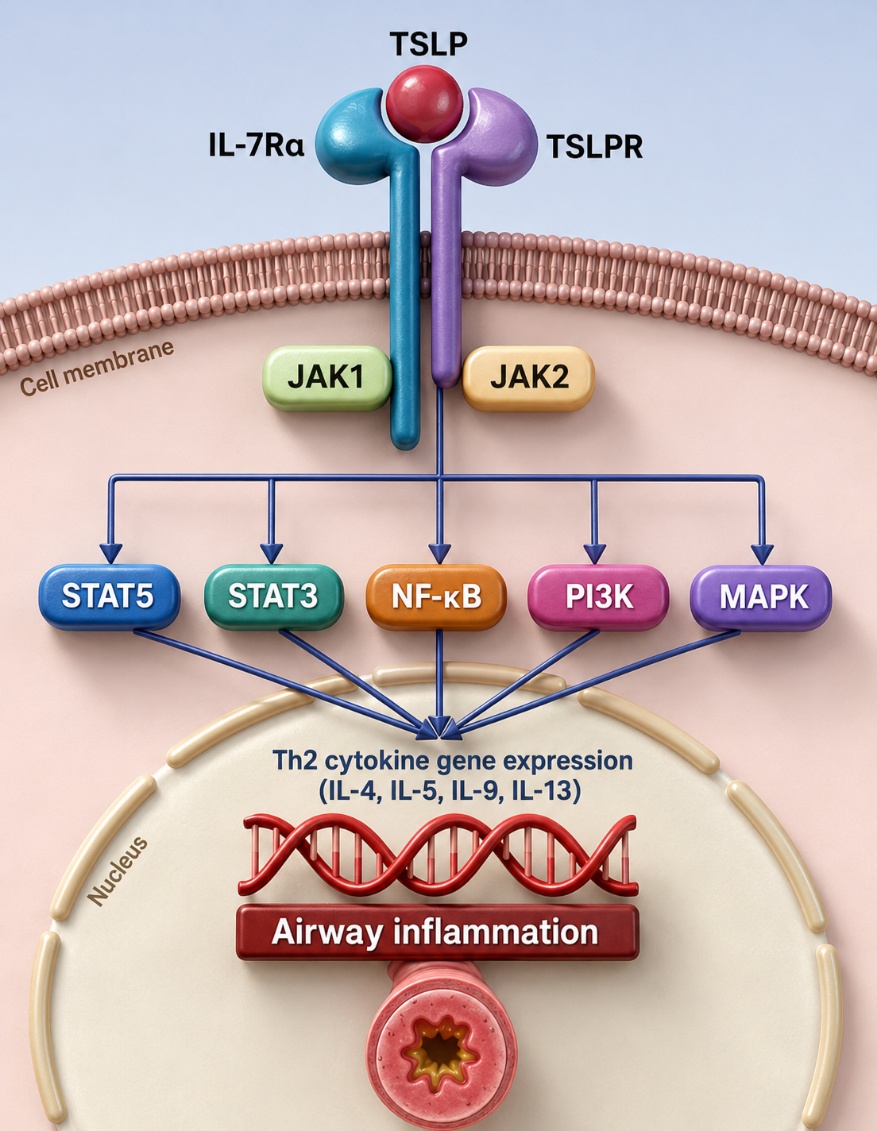 TSLP
IL-7Rα
TSLPR
Cell membrane
JAK1
JAK2
STAT5
STAT3
NF-κB
PI3K
MAPK
Th2 cytokine gene expression
(IL-4, IL-5, IL-9, IL-13)
Nucleus
Airway inflammation